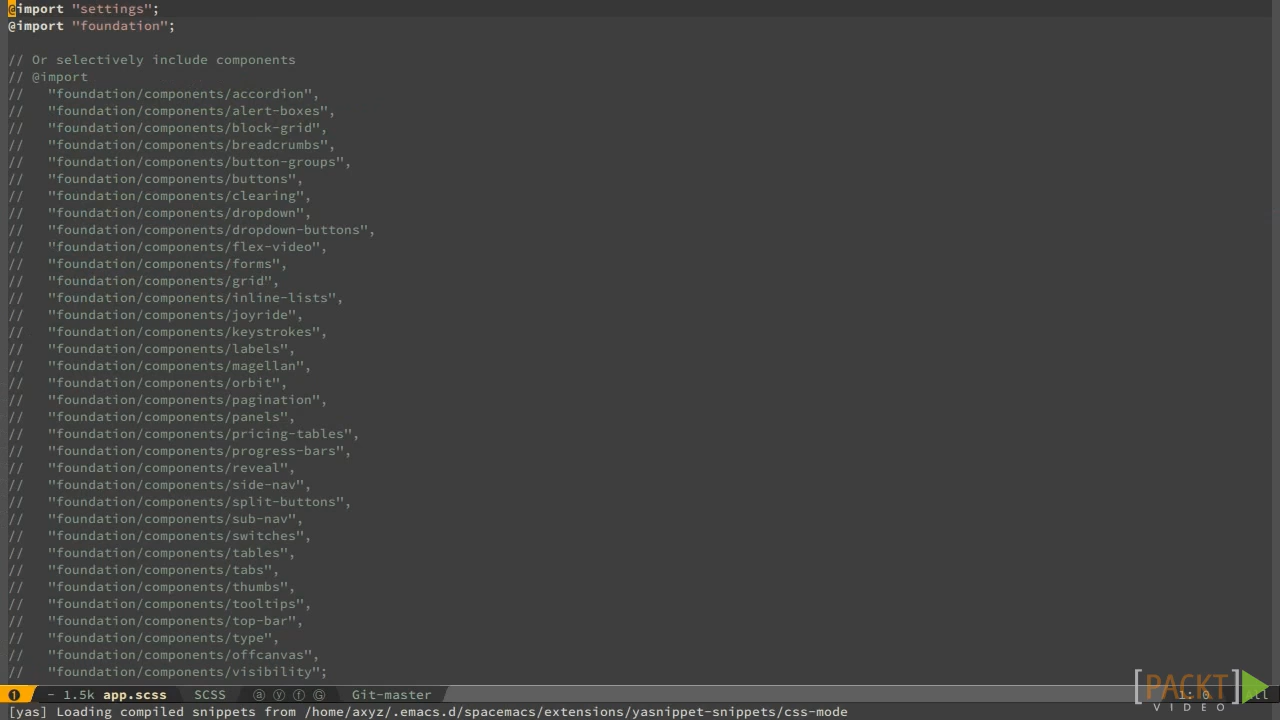 @import "settings";
@import "foundation";
// Or selectively include components
// @import
//   "foundation/components/accordion",
//   "foundation/components/alert-boxes",
//   "foundation/components/block-grid",
//   "foundation/components/breadcrumbs",
//   "foundation/components/button-groups",
//   "foundation/components/buttons",
//   "foundation/components/clearing",
//   "foundation/components/dropdown",
//   "foundation/components/dropdown-buttons",
//   "foundation/components/flex-video",
//   "foundation/components/forms",
//   "foundation/components/grid",
//   "foundation/components/inline-lists",
//   "foundation/components/joyride",
//   "foundation/components/keystrokes",
//   "foundation/components/labels",
//   "foundation/components/magellan",
//   "foundation/components/orbit",
//   "foundation/components/pagination",
//   "foundation/components/panels",
//   "foundation/components/pricing-tables",
//   "foundation/components/progress-bars",
//   "foundation/components/reveal",
//   "foundation/components/side-nav",
//   "foundation/components/split-buttons",
//   "foundation/components/sub-nav",
//   "foundation/components/switches",
//   "foundation/components/tables",
//   "foundation/components/tabs",
//   "foundation/components/thumbs",
//   "foundation/components/tooltips",
//   "foundation/components/top-bar",
//   "foundation/components/type",
//   "foundation/components/offcanvas",
//   "foundation/components/visibility";
❶ - 1.5k app.scss SCSS ⓐ ⓨ ⓕ Ⓖ Git-master 1: 0 All
[PACKT]
VIDEO
[yas] Loading compiled snippets from /home/axyz/.emacs.d/spacemacs/extensions/yasnippet-snippets/css-mode